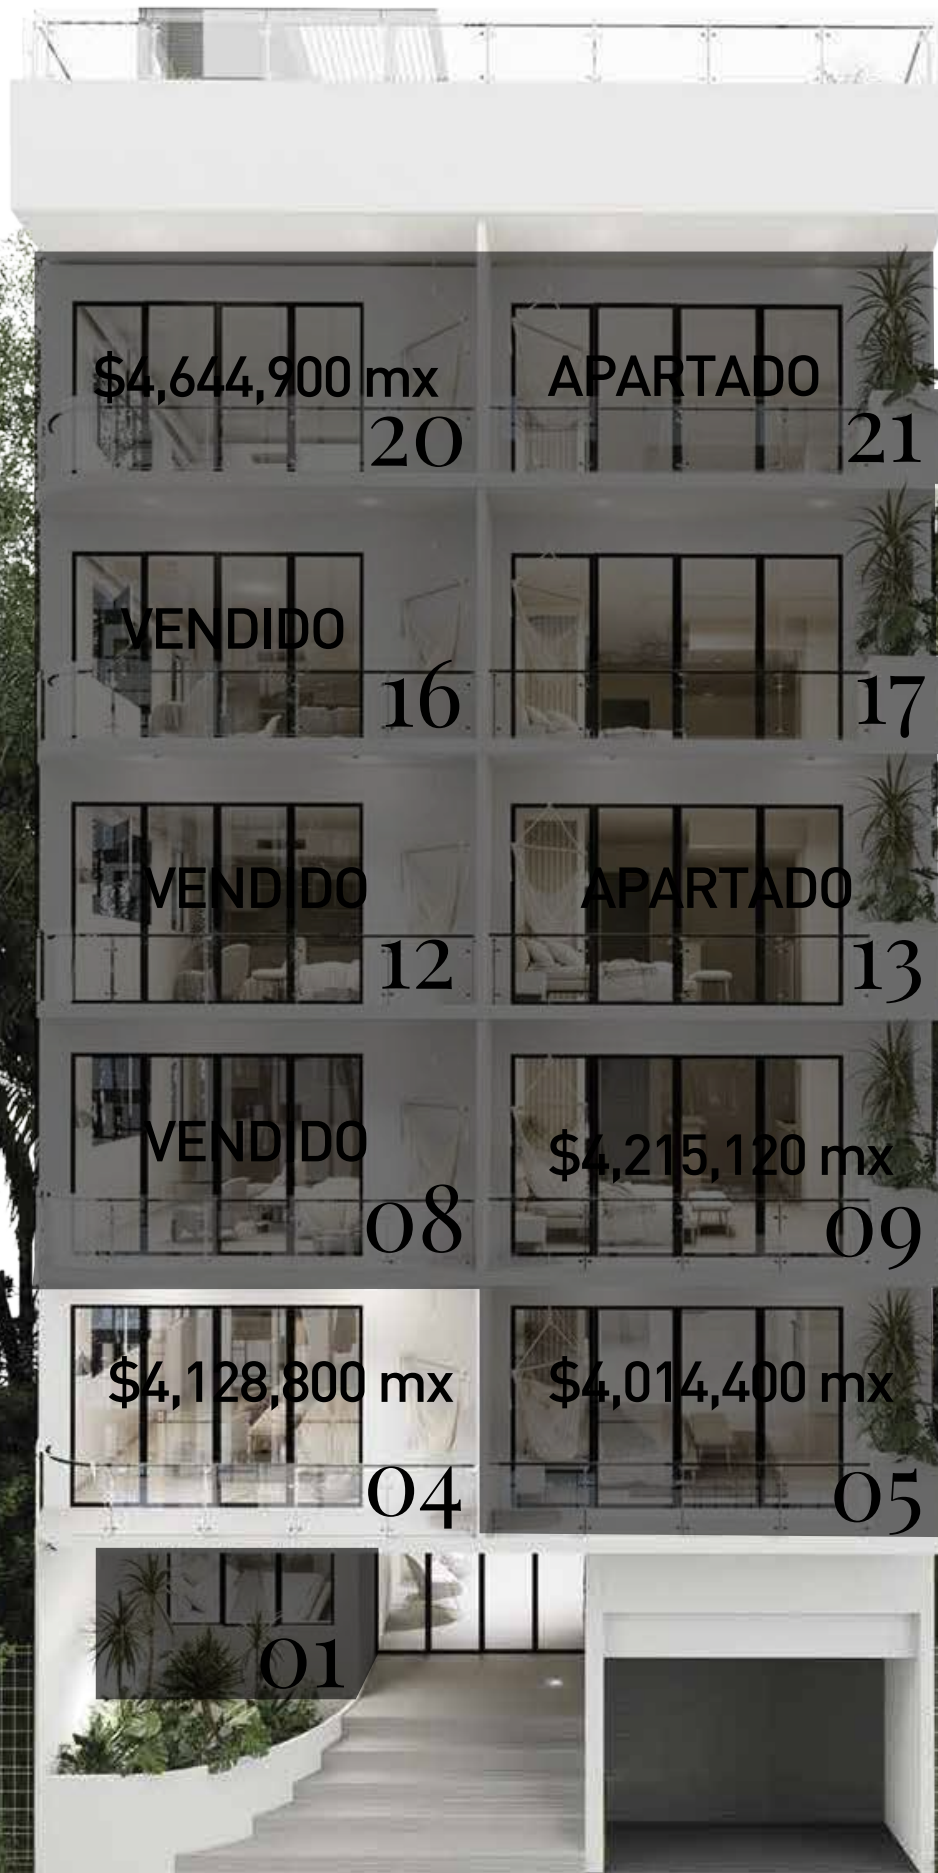 $4,644,900 mx
20
APARTADO
21
VENDIDO
16
17
VENDIDO
12
APARTADO
13
VENDIDO
08
$4,215,120 mx
09
$4,128,800 mx
04
$4,014,400 mx
05
01